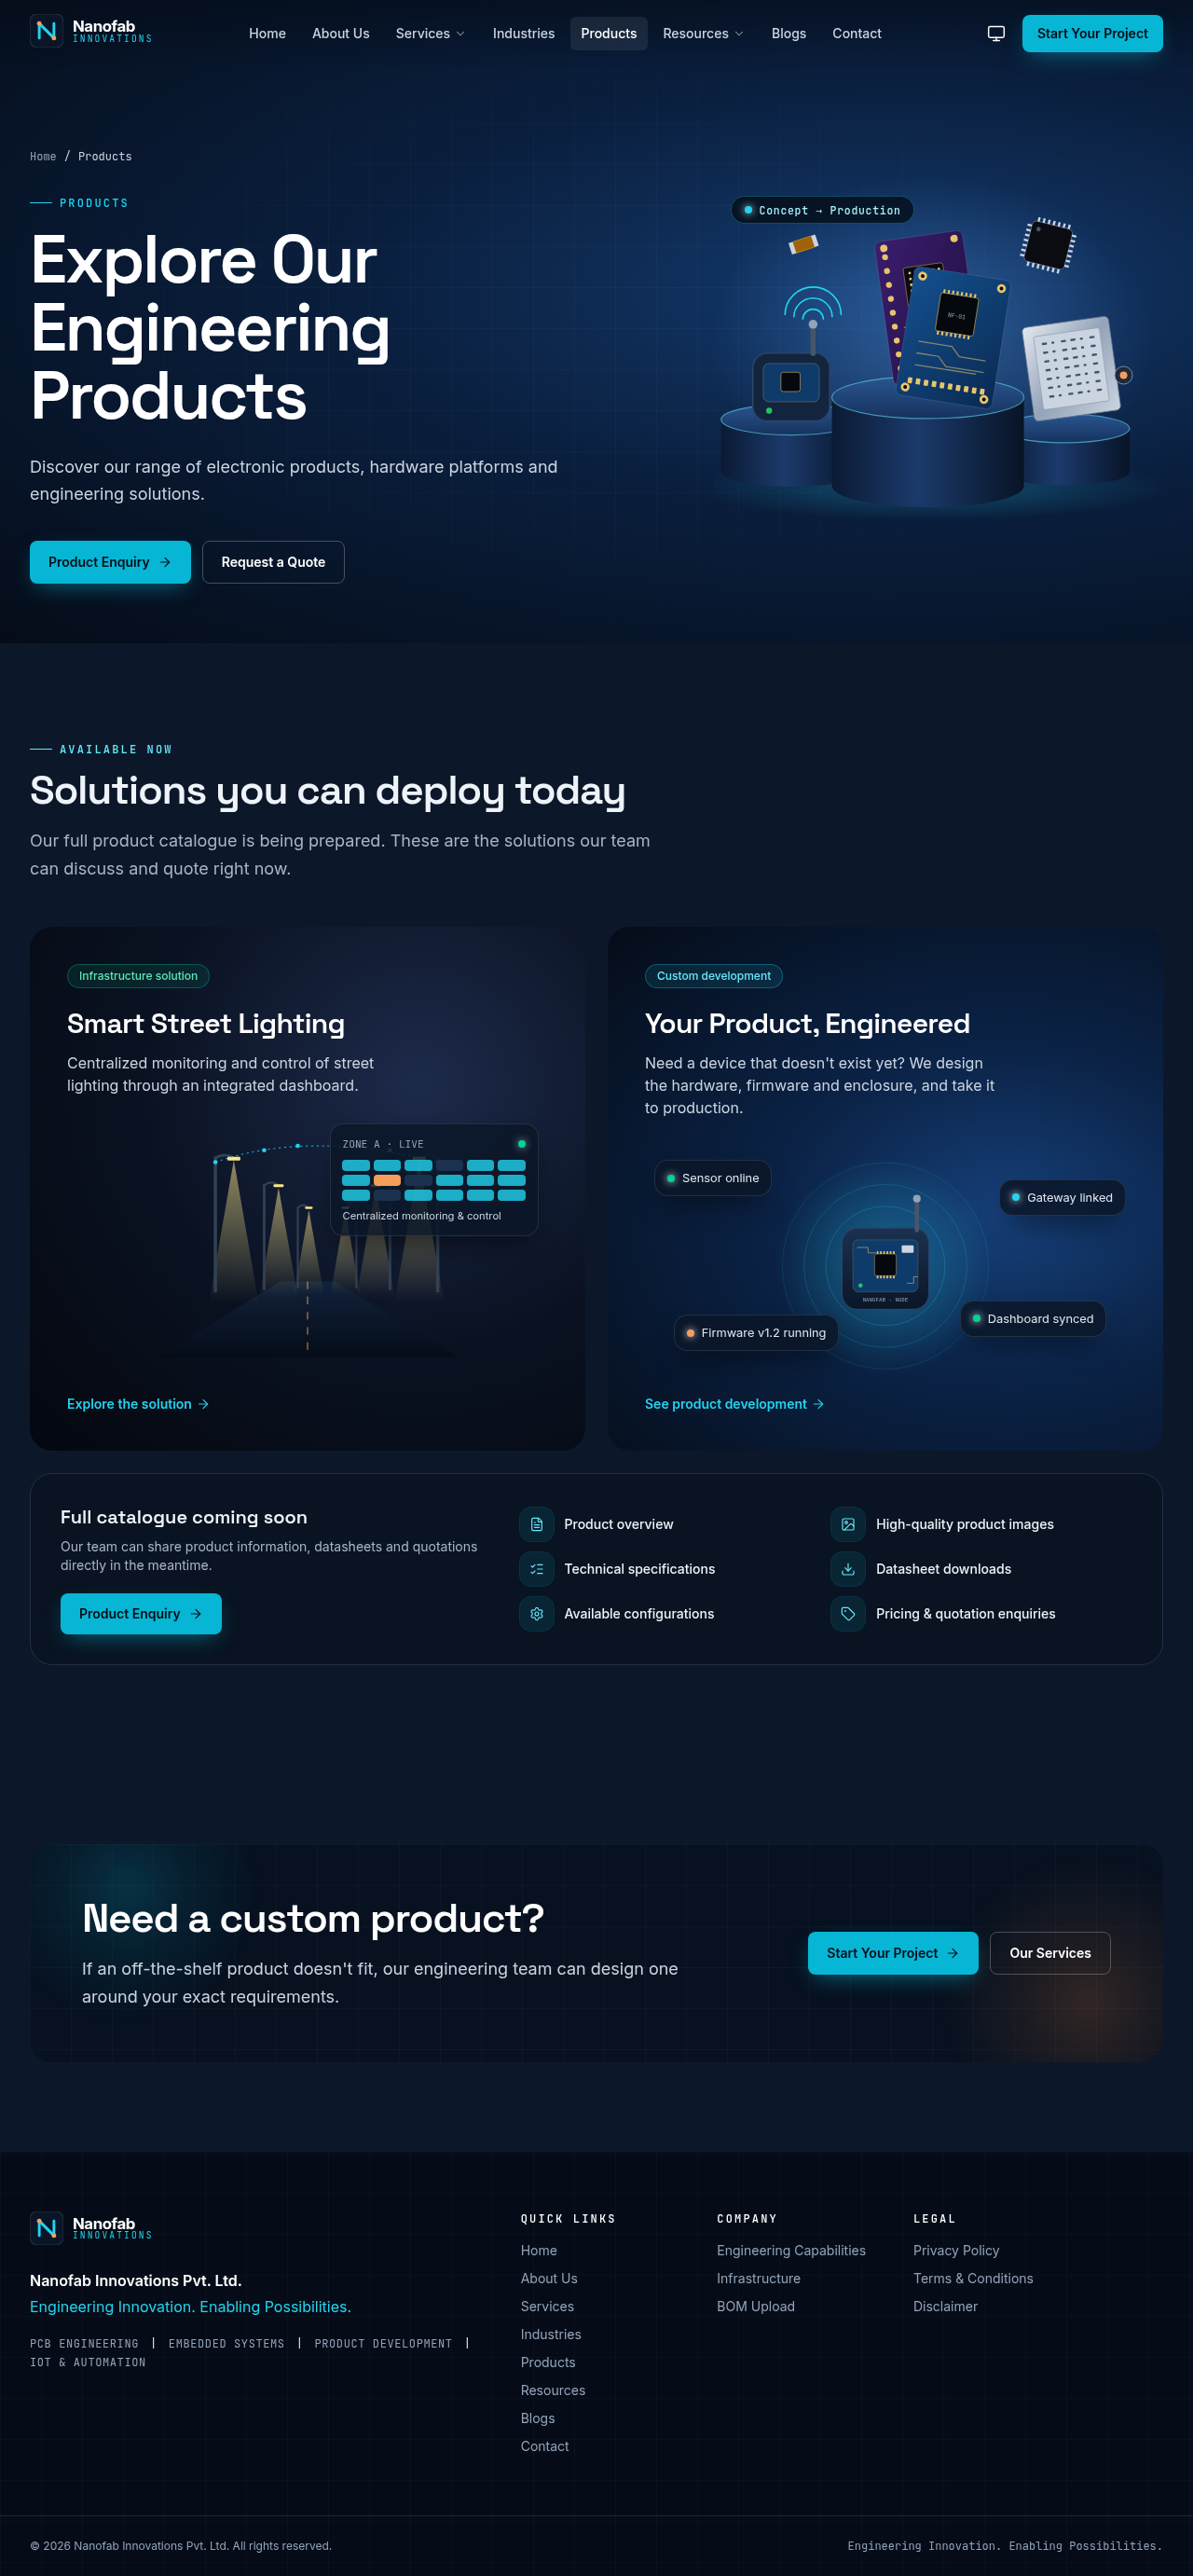 Nanofab
INNOVATIONS
Home
About Us
Services
Industries
Products
Resources
Blogs
Contact
Start Your Project
Home / Products
PRODUCTS
Explore Our
Engineering
Products
Discover our range of electronic products, hardware platforms and
engineering solutions.
Product Enquiry →
Request a Quote
Concept → Production
NF-01
AVAILABLE NOW
Solutions you can deploy today
Our full product catalogue is being prepared. These are the solutions our team
can discuss and quote right now.
Infrastructure solution
Smart Street Lighting
Centralized monitoring and control of street
lighting through an integrated dashboard.
ZONE A · LIVE
Centralized monitoring & control
Explore the solution →
Custom development
Your Product, Engineered
Need a device that doesn't exist yet? We design
the hardware, firmware and enclosure, and take it
to production.
Sensor online
Gateway linked
NANOFAB · NODE
Firmware v1.2 running
Dashboard synced
See product development →
Full catalogue coming soon
Our team can share product information, datasheets and quotations
directly in the meantime.
Product Enquiry →
Product overview
High-quality product images
Technical specifications
Datasheet downloads
Available configurations
Pricing & quotation enquiries
Need a custom product?
If an off-the-shelf product doesn't fit, our engineering team can design one
around your exact requirements.
Start Your Project →
Our Services
Nanofab
INNOVATIONS
Nanofab Innovations Pvt. Ltd.
Engineering Innovation. Enabling Possibilities.
PCB ENGINEERING | EMBEDDED SYSTEMS | PRODUCT DEVELOPMENT |
IOT & AUTOMATION
QUICK LINKS
Home
About Us
Services
Industries
Products
Resources
Blogs
Contact
COMPANY
Engineering Capabilities
Infrastructure
BOM Upload
LEGAL
Privacy Policy
Terms & Conditions
Disclaimer
© 2026 Nanofab Innovations Pvt. Ltd. All rights reserved.
Engineering Innovation. Enabling Possibilities.